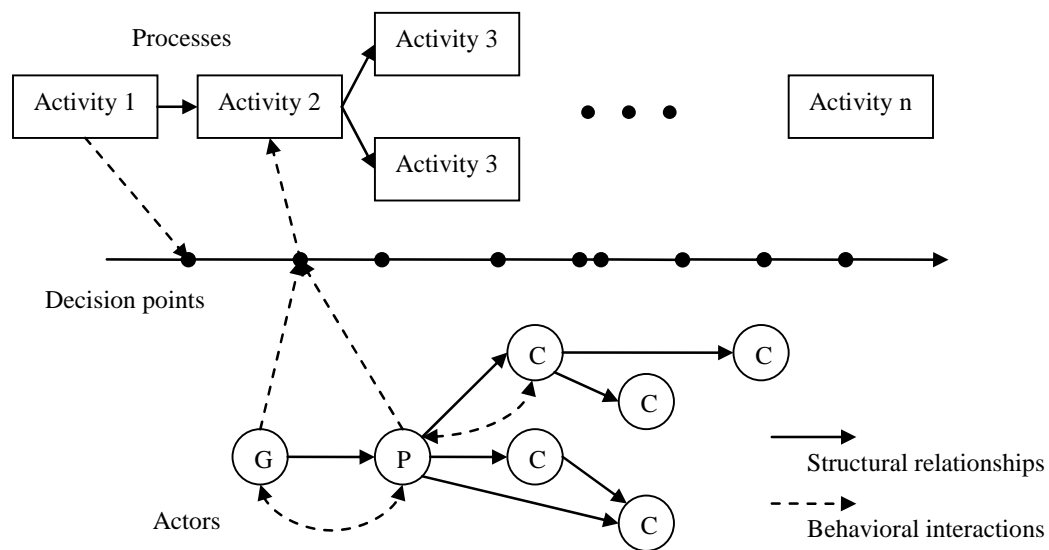 Processes
Activity 3
Activity 1
Activity 2
Activity n
Activity 3
Decision points
C
C
C
G
P
C
C
Structural relationships
Actors
Behavioral interactions